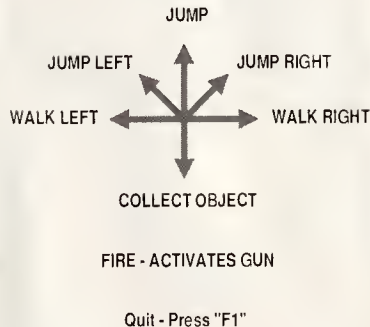 JUMP
JUMP LEFT JUMP RIGHT
WALK LEFT WALK RIGHT
COLLECT OBJECT
FIRE - ACTIVATES GUN
Quit - Press "F1"